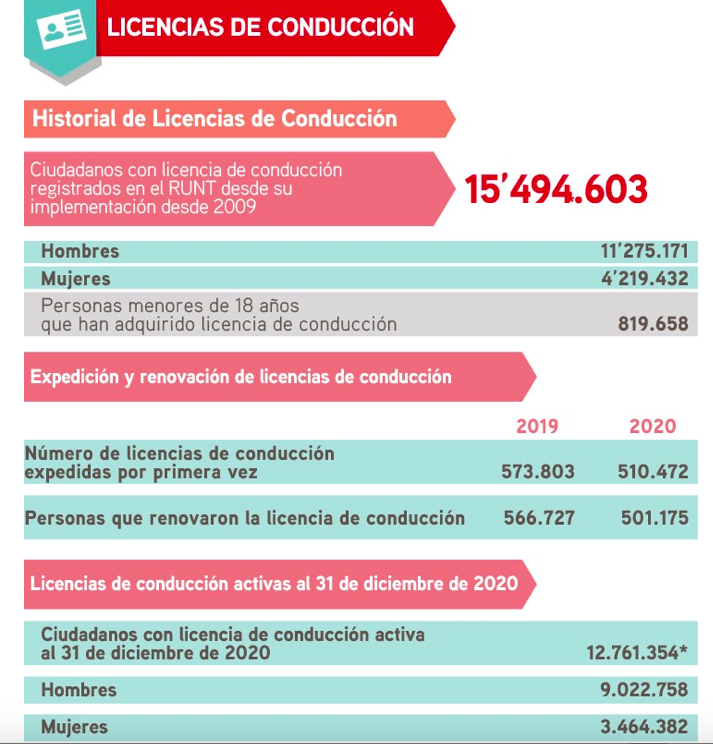 LICENCIAS DE CONDUCCIÓN
Historial de Licencias de Conducción
Ciudadanos con licencia de conducción
registrados en el RUNT desde su
implementación desde 2009
15’494.603
Hombres 11’275.171
Mujeres 4’219.432
Personas menores de 18 años
que han adquirido licencia de conducción 819.658
Expedición y renovación de licencias de conducción
2019 2020
Número de licencias de conducción
expedidas por primera vez 573.803 510.472
Personas que renovaron la licencia de conducción 566.727 501.175
Licencias de conducción activas al 31 de diciembre de 2020
Ciudadanos con licencia de conducción activa
al 31 de diciembre de 2020 12.761.354*
Hombres 9.022.758
Mujeres 3.464.382